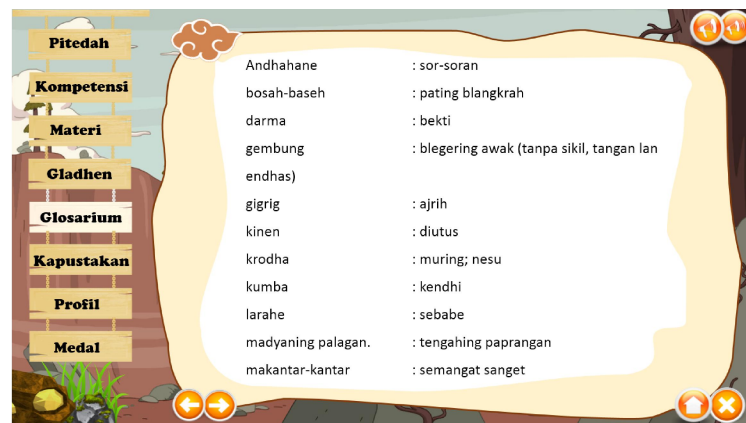 Pitedah
Kompetensi
Materi
Gladhen
Glosarium
Kapustakan
Profil
Medal
Andhahane : sor-soran
bosah-baseh : pating blangkrah
darma : bekti
gembung : blegering awak (tanpa sikil, tangan lan
endhas)
gigrig : ajrih
kinen : diutus
krodha : muring; nesu
kumba : kendhi
larahe : sebabe
madyaning palagan. : tengahing paprangan
makantar-kantar : semangat sanget